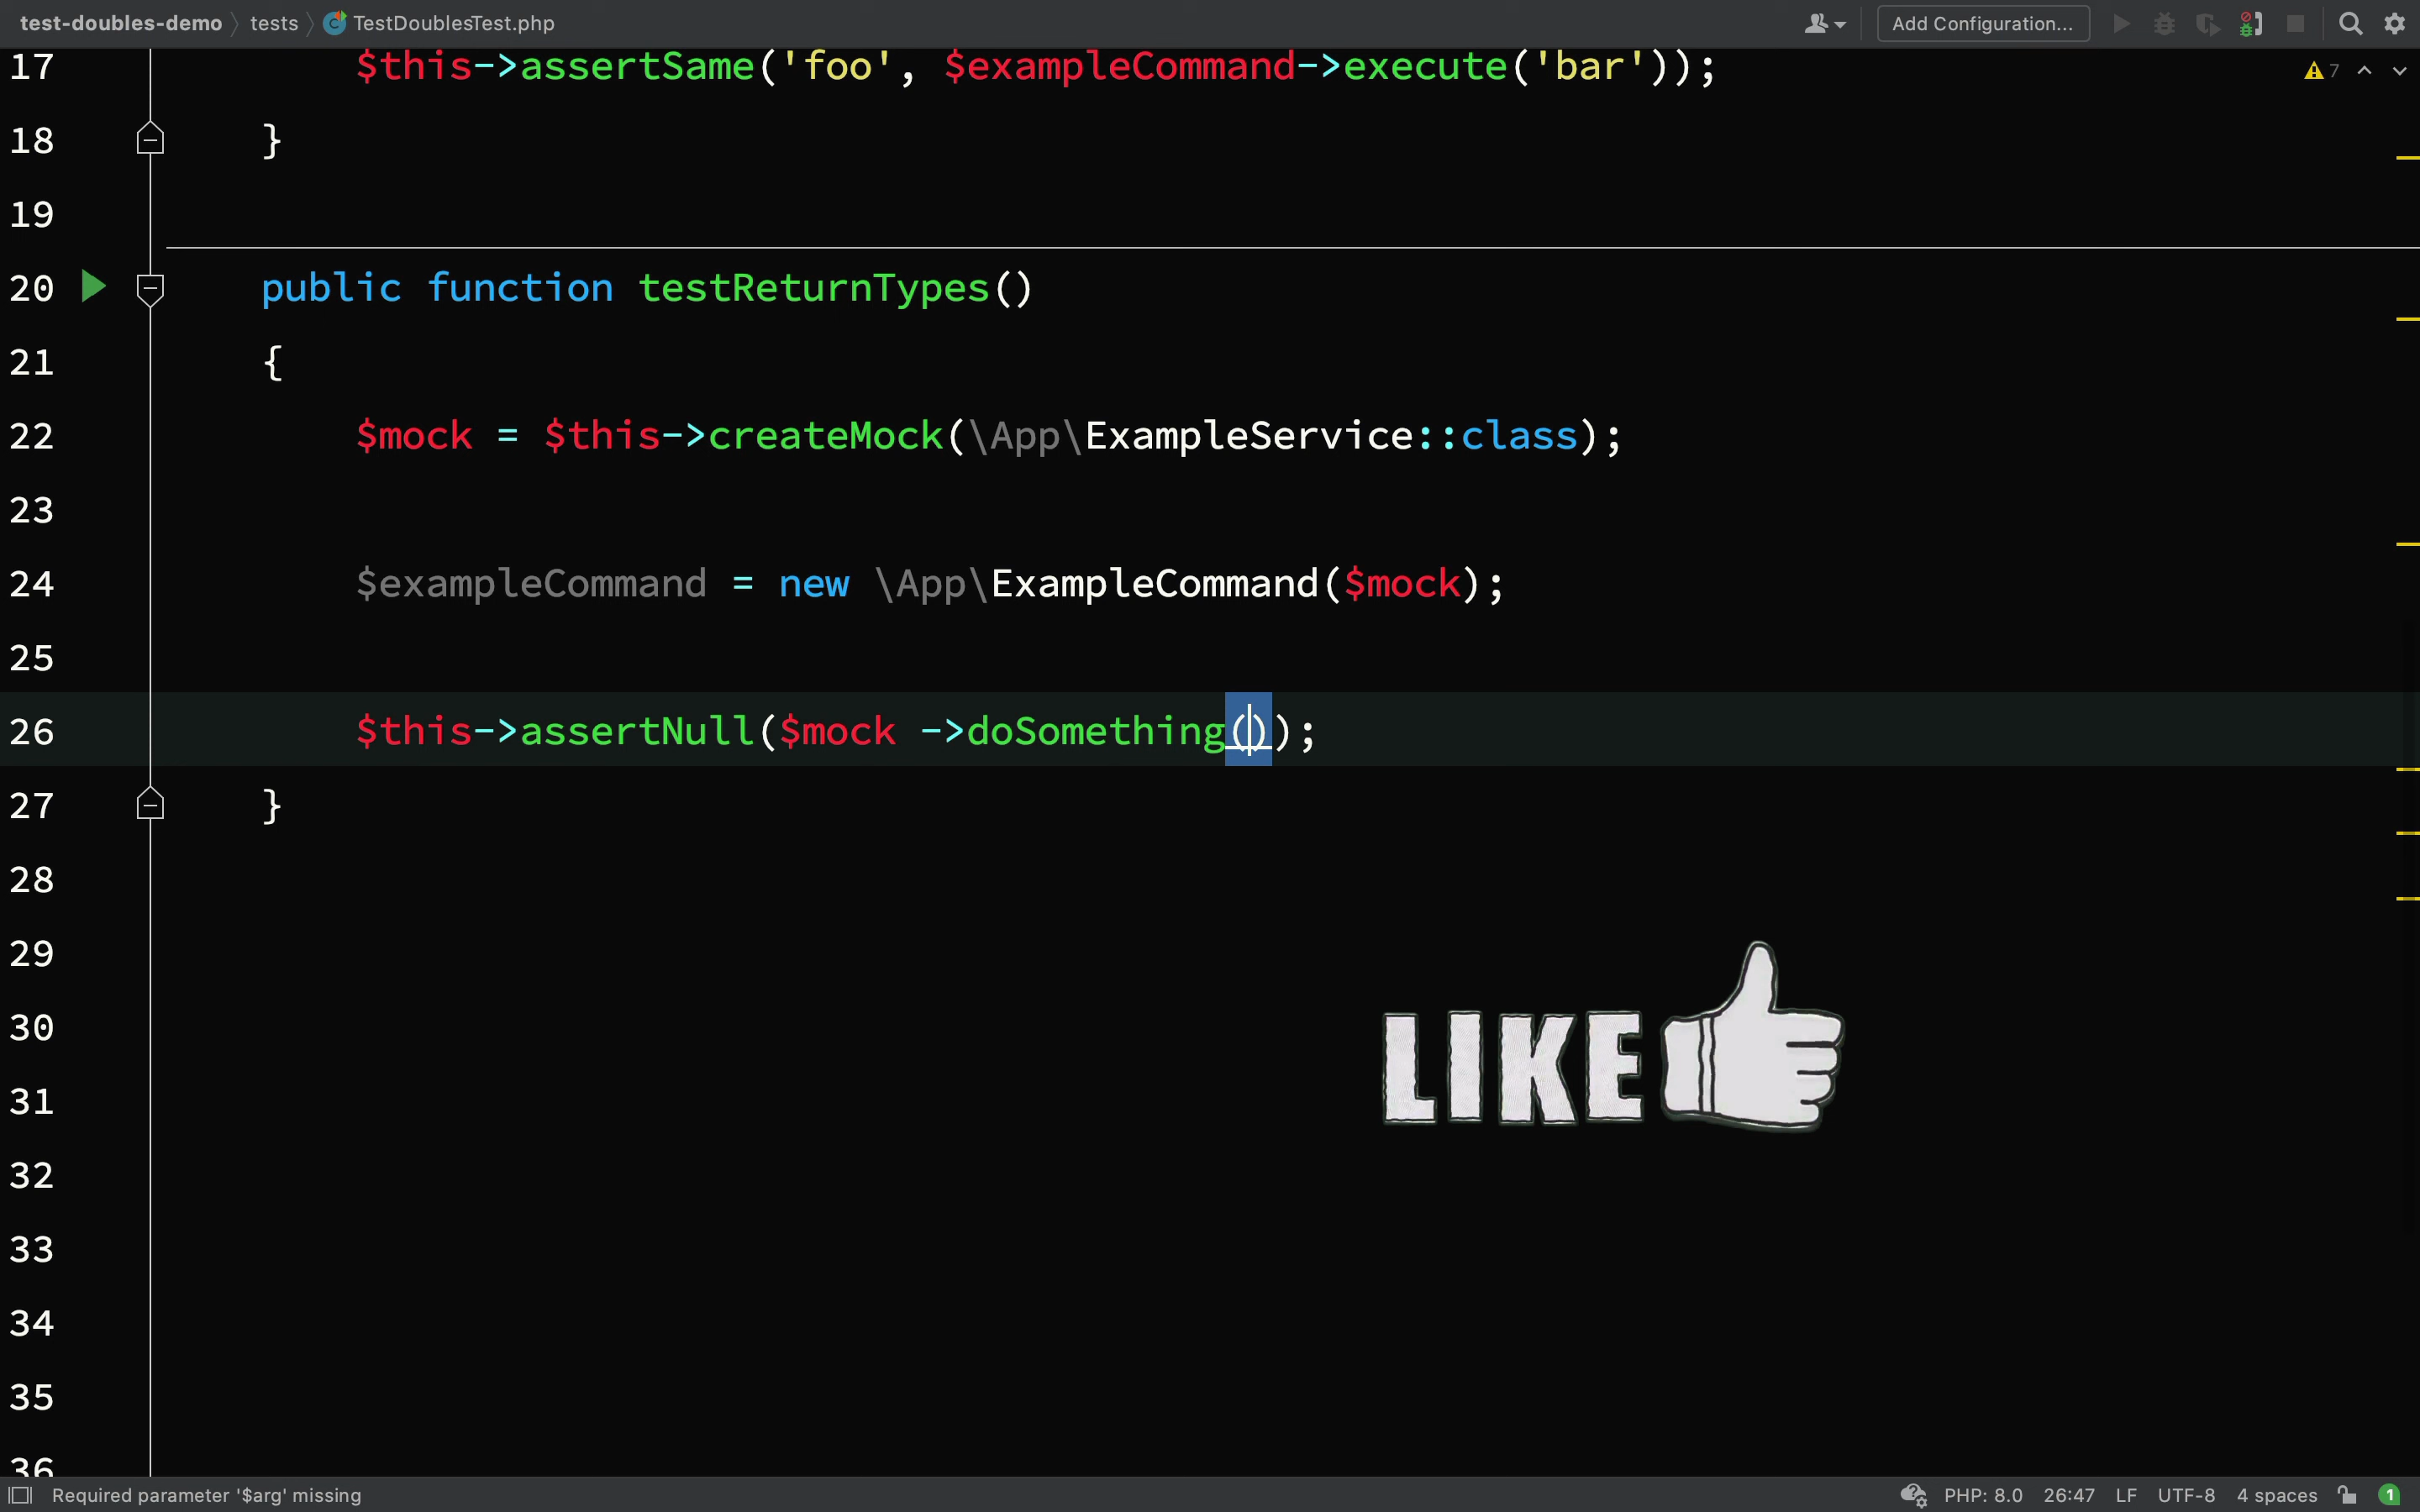 test-doubles-demo tests TestDoublesTest.php Add Configuration...
7
17 $this->assertSame('foo', $exampleCommand->execute('bar'));
18 }
19
20 public function testReturnTypes()
21 {
22 $mock = $this->createMock(\App\ExampleService::class);
23
24 $exampleCommand = new \App\ExampleCommand($mock);
25
26 $this->assertNull($mock ->doSomething());
27 }
28
29
30
31
32
33
34
35
36
LIKE
Required parameter '$arg' missing PHP: 8.0 26:47 LF UTF-8 4 spaces 1